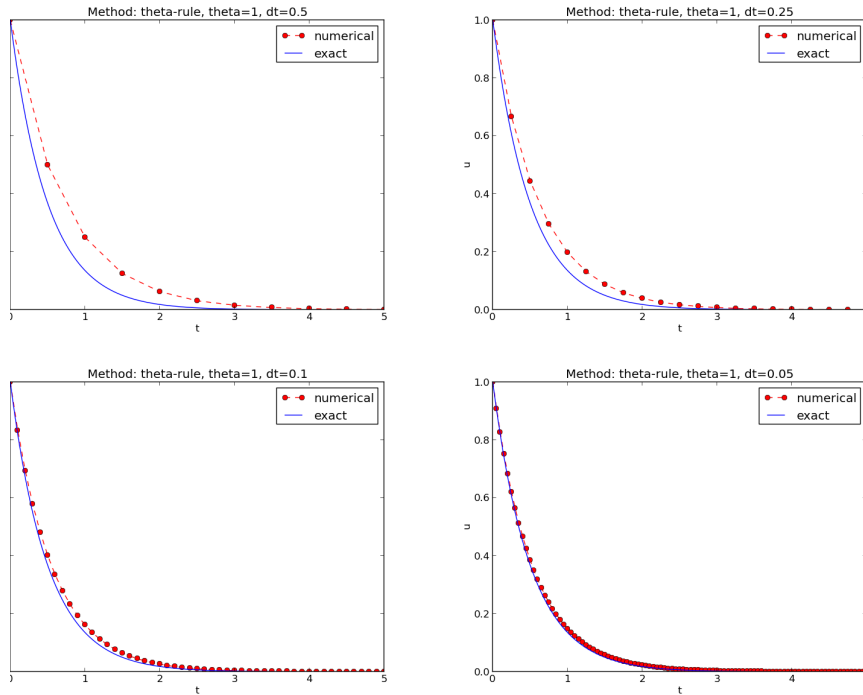 Method: theta-rule, theta=1, dt=0.5
numerical
exact
0 1 2 3 4 5
t
Method: theta-rule, theta=1, dt=0.25
1.0
numerical
exact
0.8
0.6
u
0.4
0.2
0.0
0 1 2 3 4
t
Method: theta-rule, theta=1, dt=0.1
numerical
exact
0 1 2 3 4 5
t
Method: theta-rule, theta=1, dt=0.05
1.0
numerical
exact
0.8
0.6
u
0.4
0.2
0.0
0 1 2 3 4
t